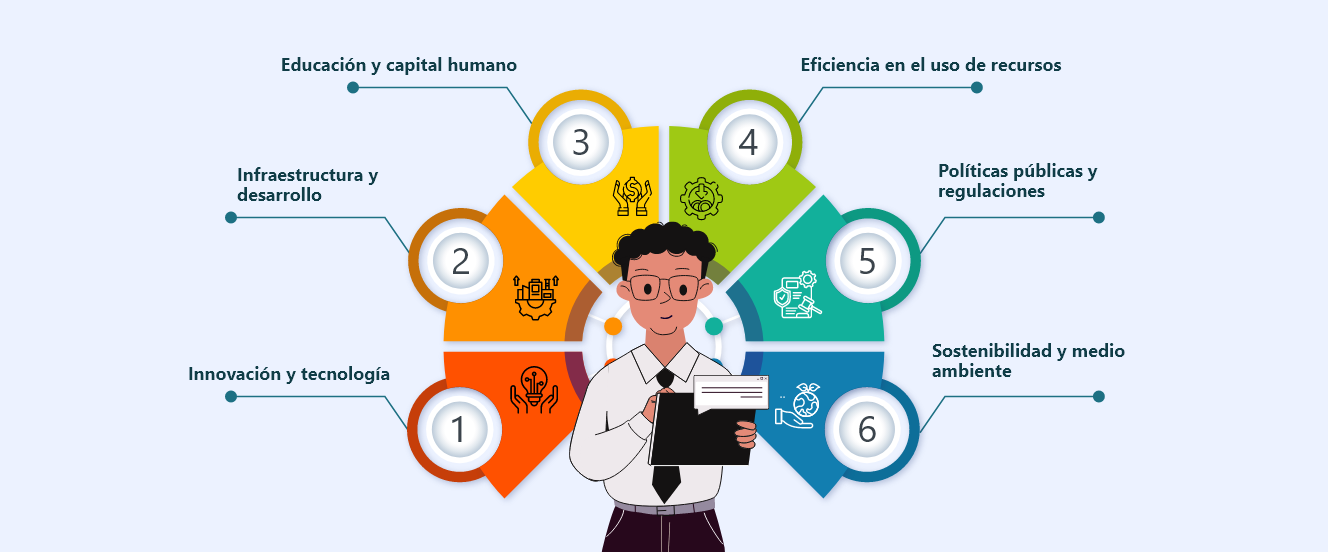 Educación y capital humano
Eficiencia en el uso de recursos
3
4
Infraestructura y
desarrollo
Políticas públicas y
regulaciones
2
5
Innovación y tecnología
Sostenibilidad y medio
ambiente
1
6